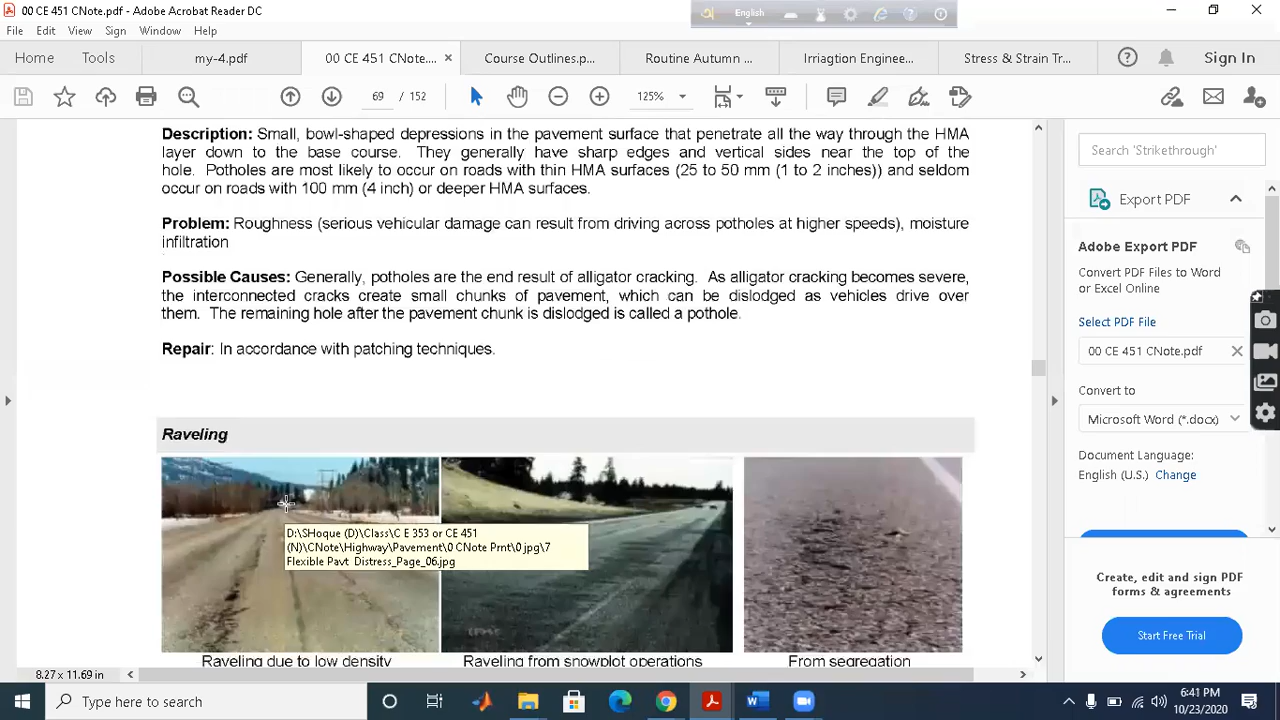 00 CE 451 CNote.pdf - Adobe Acrobat Reader DC
English
File Edit View Sign Window Help
Home Tools my-4.pdf 00 CE 451 CNote.... × Course Outlines.p... Routine Autumn ... Irriagtion Enginee... Stress & Strain Tr... Sign In
69 / 152 125%
Description: Small, bowl-shaped depressions in the pavement surface that penetrate all the way through the HMA
layer down to the base course. They generally have sharp edges and vertical sides near the top of the
hole. Potholes are most likely to occur on roads with thin HMA surfaces (25 to 50 mm (1 to 2 inches)) and seldom
occur on roads with 100 mm (4 inch) or deeper HMA surfaces.
Problem: Roughness (serious vehicular damage can result from driving across potholes at higher speeds), moisture
infiltration
Possible Causes: Generally, potholes are the end result of alligator cracking. As alligator cracking becomes severe,
the interconnected cracks create small chunks of pavement, which can be dislodged as vehicles drive over
them. The remaining hole after the pavement chunk is dislodged is called a pothole.
Repair: In accordance with patching techniques.
Raveling
D:\SHoque (D)\Class\C E 353 or CE 451
(N)\CNote\Highway\Pavement\0 CNote Prnt\0 jpg\7
Flexible Pavt Distress_Page_06.jpg
Raveling due to low density Raveling from snowplot operations From segregation
8.27 x 11.69 in
Search 'Strikethrough'
Export PDF
Adobe Export PDF
Convert PDF Files to Word
or Excel Online
Select PDF File
00 CE 451 CNote.pdf
Convert to
Microsoft Word (*.docx)
Document Language:
English (U.S.) Change
Create, edit and sign PDF
forms & agreements
Start Free Trial
Type here to search
6:41 PM
10/23/2020